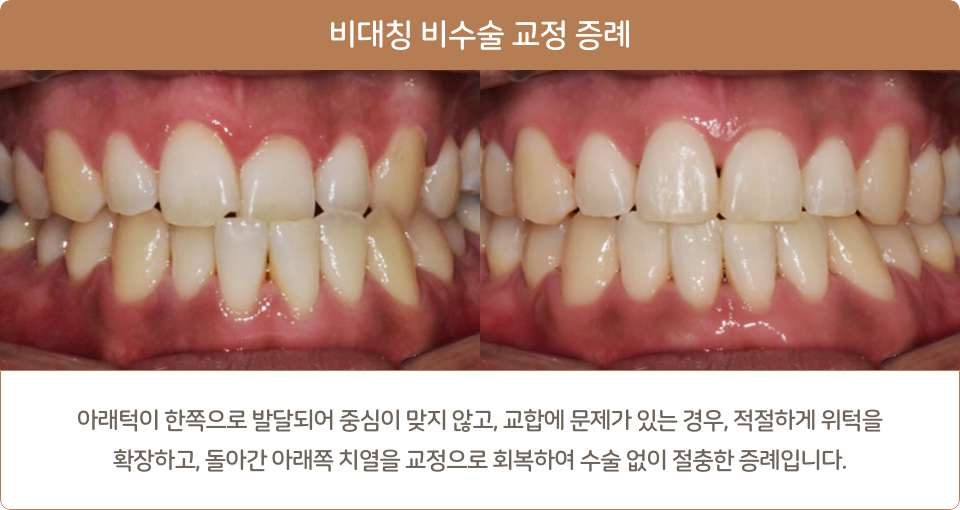 비대칭 비수술 교정 증례
아래턱이 한쪽으로 발달되어 중심이 맞지 않고, 교합에 문제가 있는 경우, 적절하게 위턱을
확장하고, 돌아간 아래쪽 치열을 교정으로 회복하여 수술 없이 절충한 증례입니다.